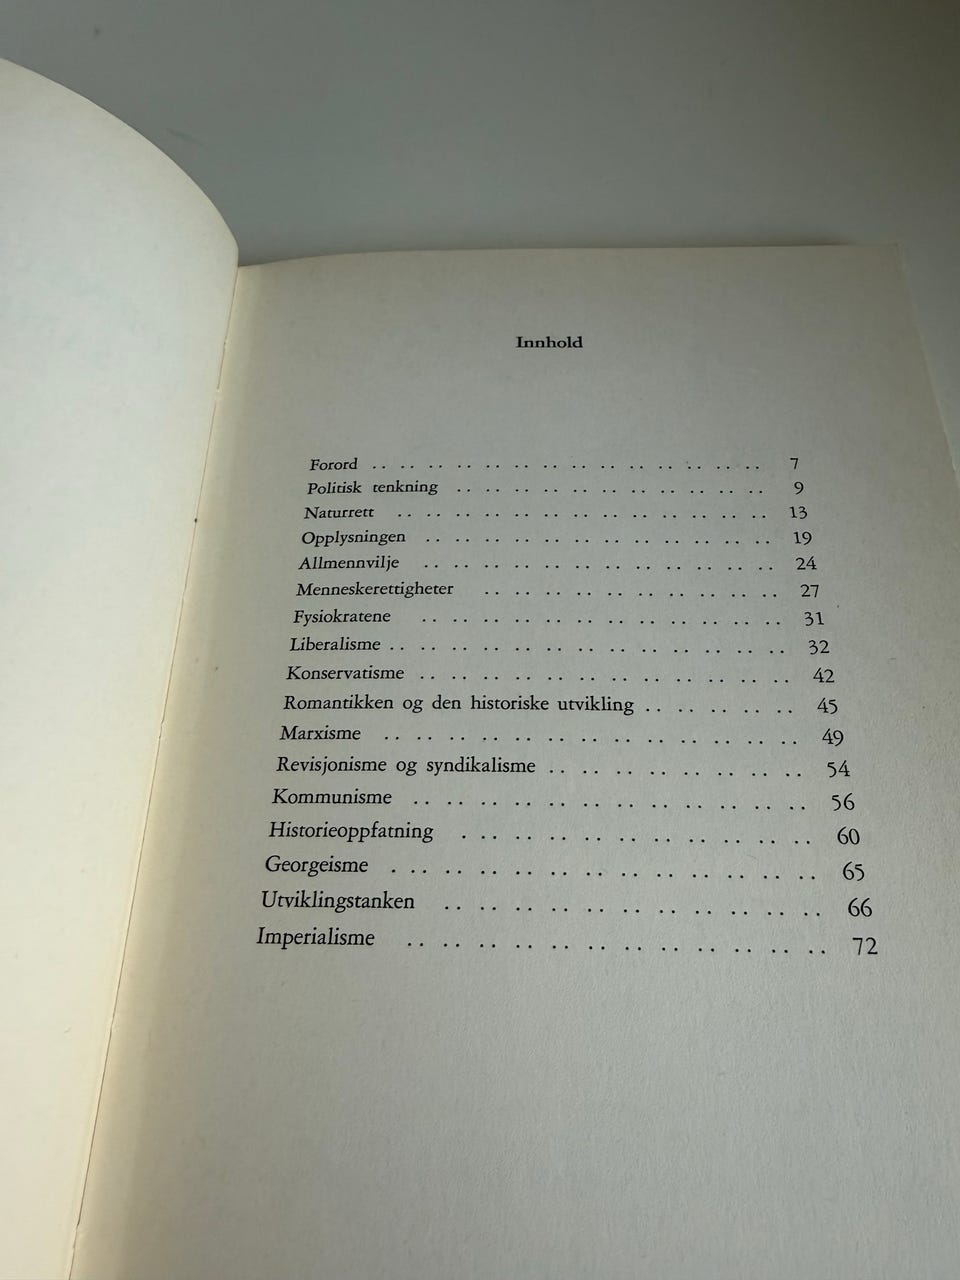 Innhold
Forord .. .. .. .. .. .. .. .. .. .. .. .. .. .. 7
Politisk tenkning .. .. .. .. .. .. .. .. .. .. .. 9
Naturrett .. .. .. .. .. .. .. .. .. .. .. .. .. 13
Opplysningen .. .. .. .. .. .. .. .. .. .. .. .. 19
Allmennvilje .. .. .. .. .. .. .. .. .. .. .. .. 24
Menneskerettigheter .. .. .. .. .. .. .. .. .. .. 27
Fysiokratene .. .. .. .. .. .. .. .. .. .. .. .. 31
Liberalisme .. .. .. .. .. .. .. .. .. .. .. .. .. 32
Konservatisme .. .. .. .. .. .. .. .. .. .. .. .. 42
Romantikken og den historiske utvikling .. .. .. .. .. 45
Marxisme .. .. .. .. .. .. .. .. .. .. .. .. 49
Revisjonisme og syndikalisme .. .. .. .. .. .. .. 54
Kommunisme .. .. .. .. .. .. .. .. .. .. .. 56
Historieoppfatning . .. .. .. .. .. .. .. .. .. 60
Georgeisme . .. .. .. .. .. .. .. .. .. .. .. 65
Utviklingstanken .. .. .. .. .. .. .. .. .. .. .. 66
Imperialisme .. .. .. .. .. .. .. .. .. .. .. .. 72